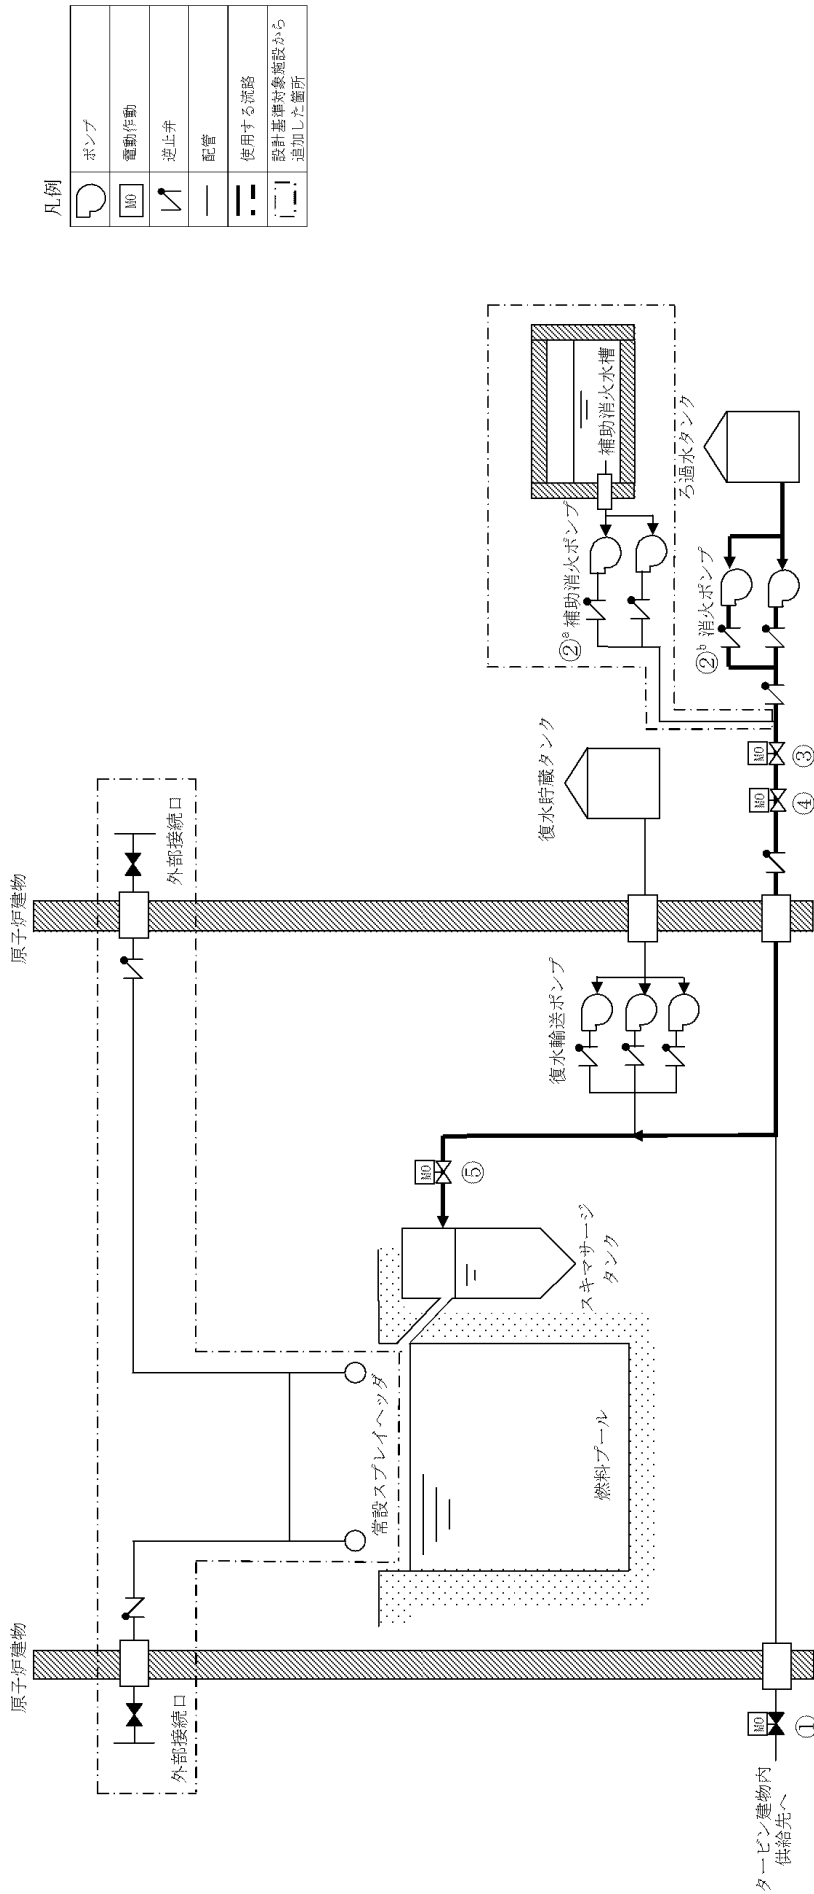 凡例
ポンプ
MO
電動作動
逆止弁
配管
使用する流路
設計基準対象施設から
追加した箇所
原子炉建物
外部接続口
原子炉建物
外部接続口
常設スプレイヘッダ
燃料プール
スキマサージ
タンク
MO
⑤
復水輸送ポンプ
復水貯蔵タンク
補助消火水槽
②a 補助消火ポンプ
ろ過水タンク
②b 消火ポンプ
MO
③
MO
④
MO
①
タービン建物内
供給先へ